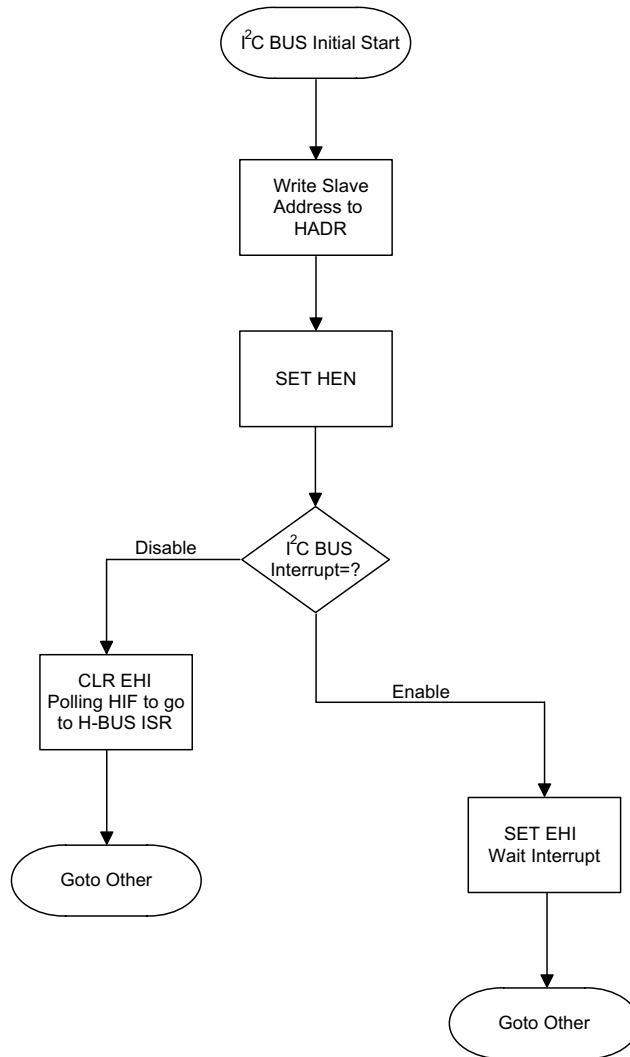 I²C BUS Initial Start
Write Slave
Address to
HADR
SET HEN
I²C BUS
Interrupt=?
Disable
CLR EHI
Polling HIF to go
to H-BUS ISR
Enable
SET EHI
Wait Interrupt
Goto Other
Goto Other